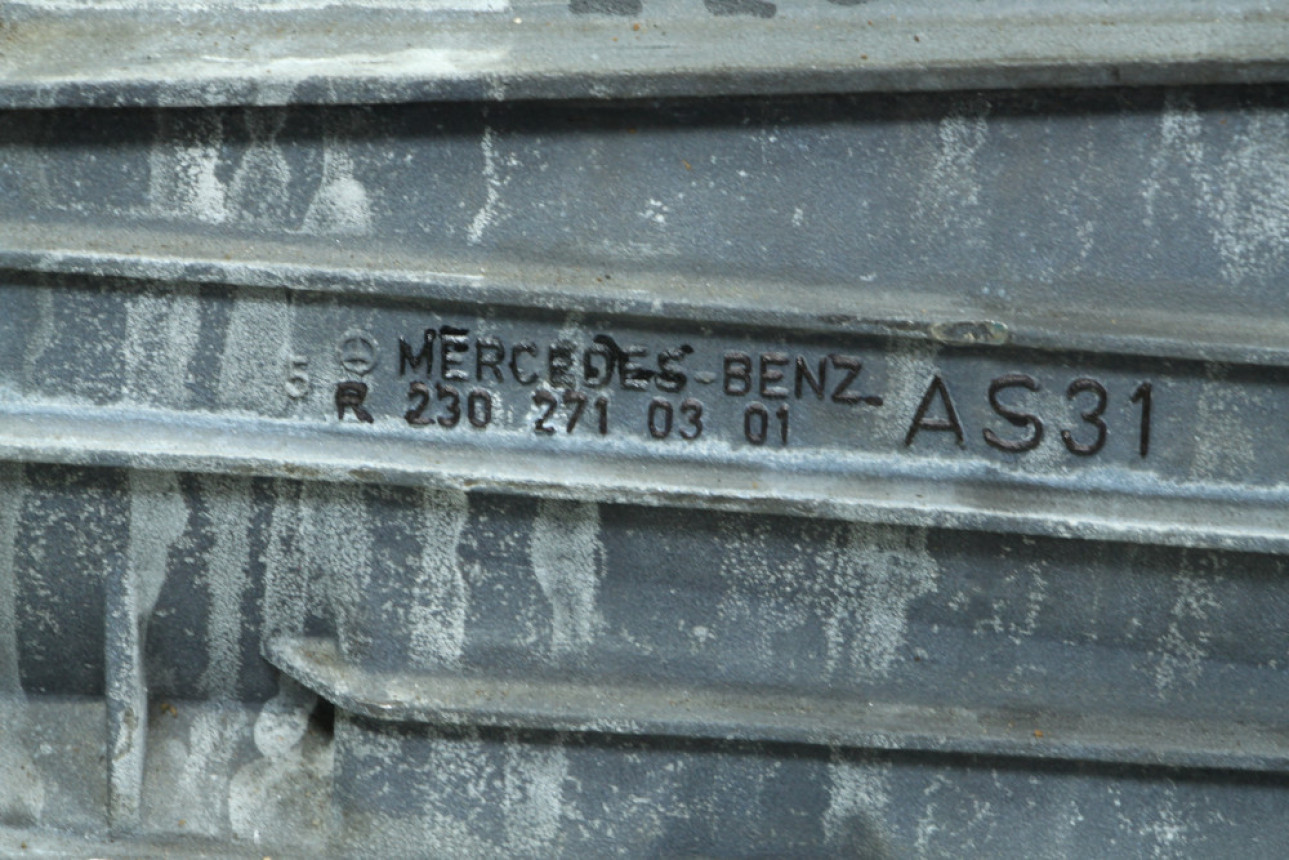 5 MERCEDES-BENZ
R 230 271 03 01 AS31